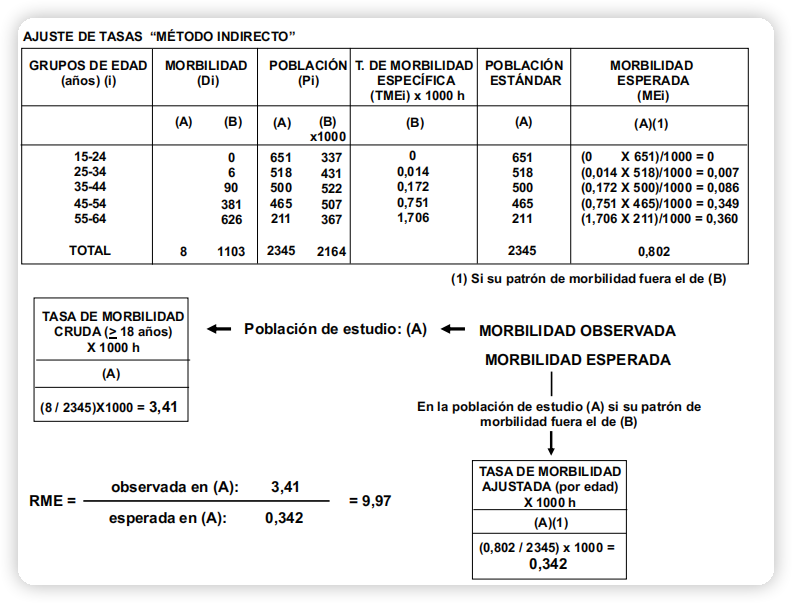 AJUSTE DE TASAS “MÉTODO INDIRECTO”
GRUPOS DE EDAD (años) (i) MORBILIDAD (Di) POBLACIÓN (Pi) T. DE MORBILIDAD ESPECÍFICA (TMEi) x 1000 h POBLACIÓN ESTÁNDAR MORBILIDAD ESPERADA (MEi)
(A) (B) (A) (B) x1000 (B) (A) (A)(1)
15-24 0 651 337 0 651 (0 X 651)/1000 = 0
25-34 6 518 431 0,014 518 (0,014 X 518)/1000 = 0,007
35-44 90 500 522 0,172 500 (0,172 X 500)/1000 = 0,086
45-54 381 465 507 0,751 465 (0,751 X 465)/1000 = 0,349
55-64 626 211 367 1,706 211 (1,706 X 211)/1000 = 0,360
TOTAL 8 1103 2345 2164 2345 0,802
(1) Si su patrón de morbilidad fuera el de (B)
TASA DE MORBILIDAD
CRUDA (≥ 18 años)
X 1000 h
(A)
(8 / 2345)X1000 = 3,41
Población de estudio: (A)
MORBILIDAD OBSERVADA
MORBILIDAD ESPERADA
En la población de estudio (A) si su patrón de
morbilidad fuera el de (B)
TASA DE MORBILIDAD
AJUSTADA (por edad)
X 1000 h
(A)(1)
(0,802 / 2345) x 1000 =
0,342
RME = observada en (A): 3,41 = 9,97
esperada en (A): 0,342